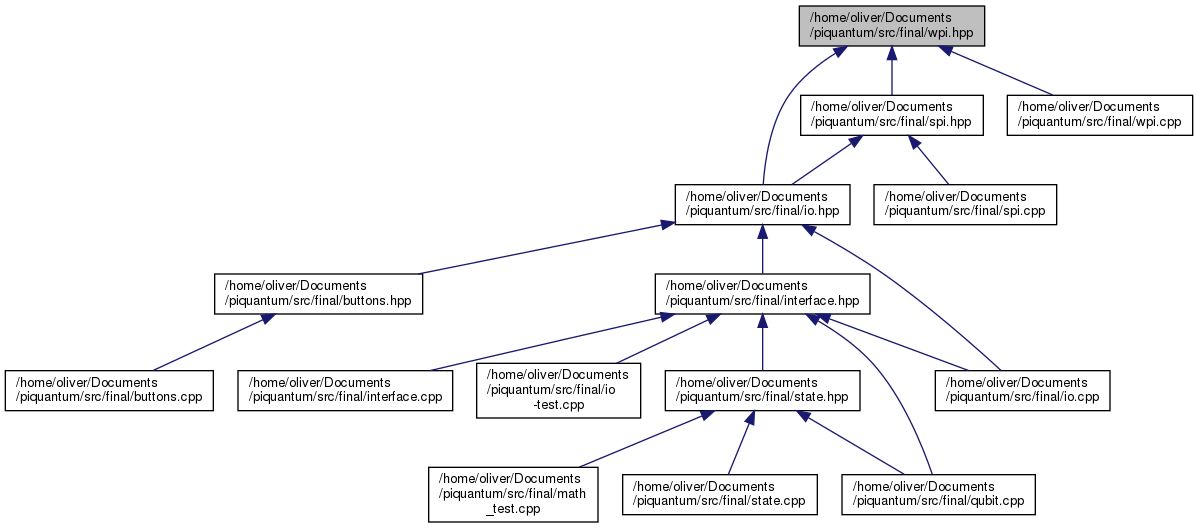 /home/oliver/Documents
/piquantum/src/final/wpi.hpp
/home/oliver/Documents
/piquantum/src/final/spi.hpp
/home/oliver/Documents
/piquantum/src/final/wpi.cpp
/home/oliver/Documents
/piquantum/src/final/io.hpp
/home/oliver/Documents
/piquantum/src/final/spi.cpp
/home/oliver/Documents
/piquantum/src/final/buttons.hpp
/home/oliver/Documents
/piquantum/src/final/interface.hpp
/home/oliver/Documents
/piquantum/src/final/buttons.cpp
/home/oliver/Documents
/piquantum/src/final/interface.cpp
/home/oliver/Documents
/piquantum/src/final/io
-test.cpp
/home/oliver/Documents
/piquantum/src/final/state.hpp
/home/oliver/Documents
/piquantum/src/final/io.cpp
/home/oliver/Documents
/piquantum/src/final/math
_test.cpp
/home/oliver/Documents
/piquantum/src/final/state.cpp
/home/oliver/Documents
/piquantum/src/final/qubit.cpp